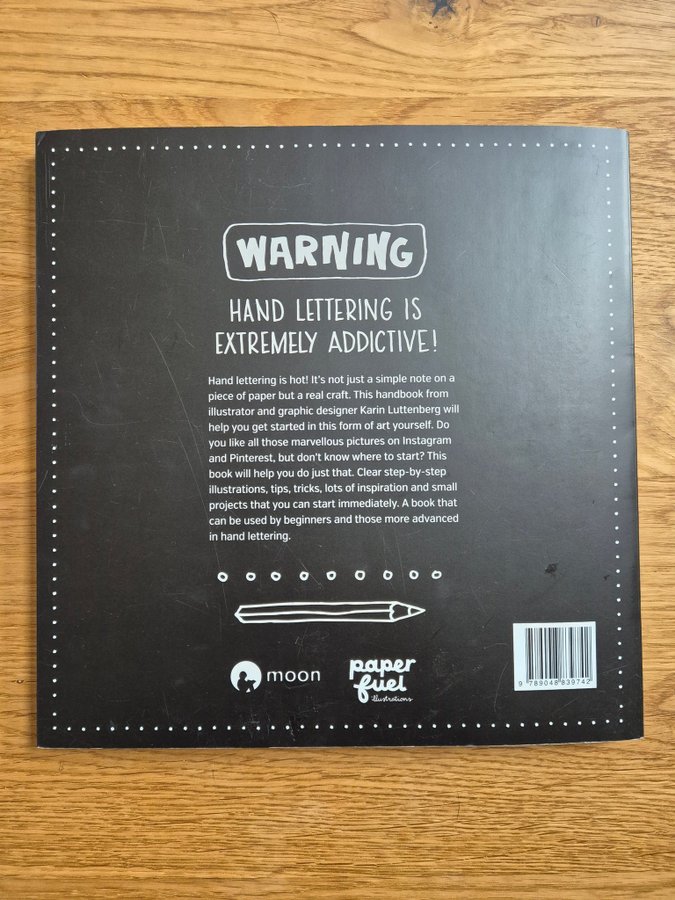 WARNING
HAND LETTERING IS
EXTREMELY ADDICTIVE!
Hand lettering is hot! It's not just a simple note on a
piece of paper but a real craft. This handbook from
illustrator and graphic designer Karin Luttenberg will
help you get started in this form of art yourself. Do
you like all those marvellous pictures on Instagram
and Pinterest, but don't know where to start? This
book will help you do just that. Clear step-by-step
illustrations, tips, tricks, lots of inspiration and small
projects that you can start immediately. A book that
can be used by beginners and those more advanced
in hand lettering.
moon
paper
fuel
illustrations
9 789048 839742